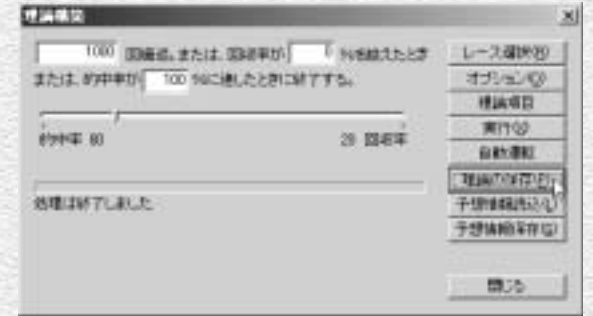 理論構築
1000 回繰返。または、回収率が 0 %を越えたとき
または、的中率が 100 %に達したときに終了する。
的中率 80 20 回収率
処理は終了しました
レース選択(R)
オプション(O)
理論項目
実行(X)
自動運転
理論の保存(P)
予想情報読込(L)
予想情報保存(S)
閉じる